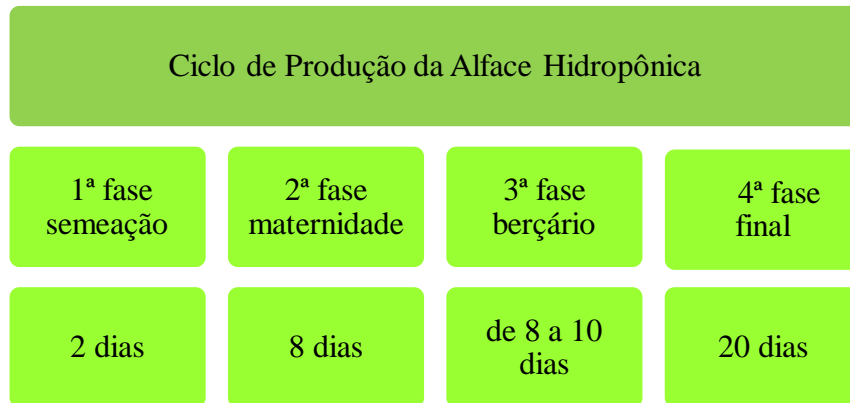 Ciclo de Produção da Alface Hidropônica
1ª fase
semeação
2ª fase
maternidade
3ª fase
berçário
4ª fase
final
2 dias
8 dias
de 8 a 10
dias
20 dias